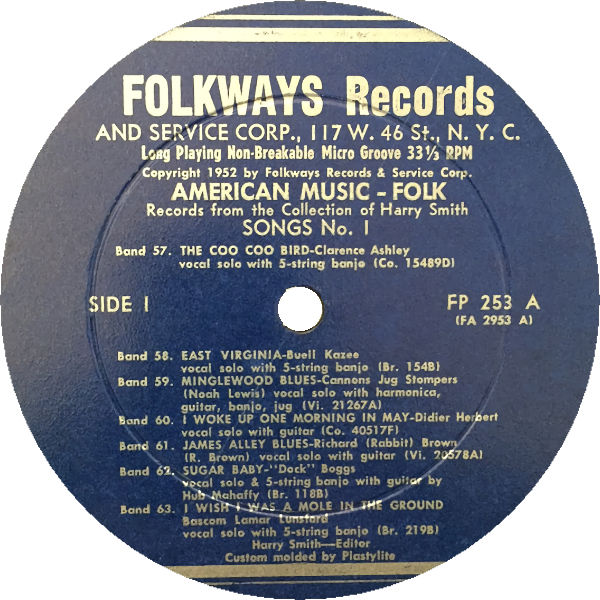 FOLKWAYS Records
AND SERVICE CORP., 117 W. 46 St., N. Y. C.
Long Playing Non-Breakable Micro Groove 33⅓ RPM
Copyright 1952 by Folkways Records & Service Corp.
AMERICAN MUSIC – FOLK
Records from the Collection of Harry Smith
SONGS No. 1
Band 57. THE COO COO BIRD-Clarence Ashley
vocal solo with 5-string banjo (Co. 15489D)
SIDE I
FP 253 A
(FA 2953 A)
Band 58. EAST VIRGINIA-Buell Kazee
vocal solo with 5-string banjo (Br. 154B)
Band 59. MINGLEWOOD BLUES-Cannons Jug Stompers
(Noah Lewis) vocal solo with harmonica,
guitar, banjo, jug (Vi. 21267A)
Band 60. I WOKE UP ONE MORNING IN MAY-Didier Herbert
vocal solo with guitar (Co. 40517F)
Band 61. JAMES ALLEY BLUES-Richard (Rabbit) Brown
(R. Brown) vocal solo with guitar (Vi. 20578A)
Band 62. SUGAR BABY-"Dock" Boggs
vocal & 5-string banjo with guitar by
Hub Mahaffy (Br. 118B)
Band 63. I WISH I WAS A MOLE IN THE GROUND
Bascom Lamar Lunsford
vocal solo with 5-string banjo (Br. 219B)
Harry Smith—Editor
Custom molded by Plastylite